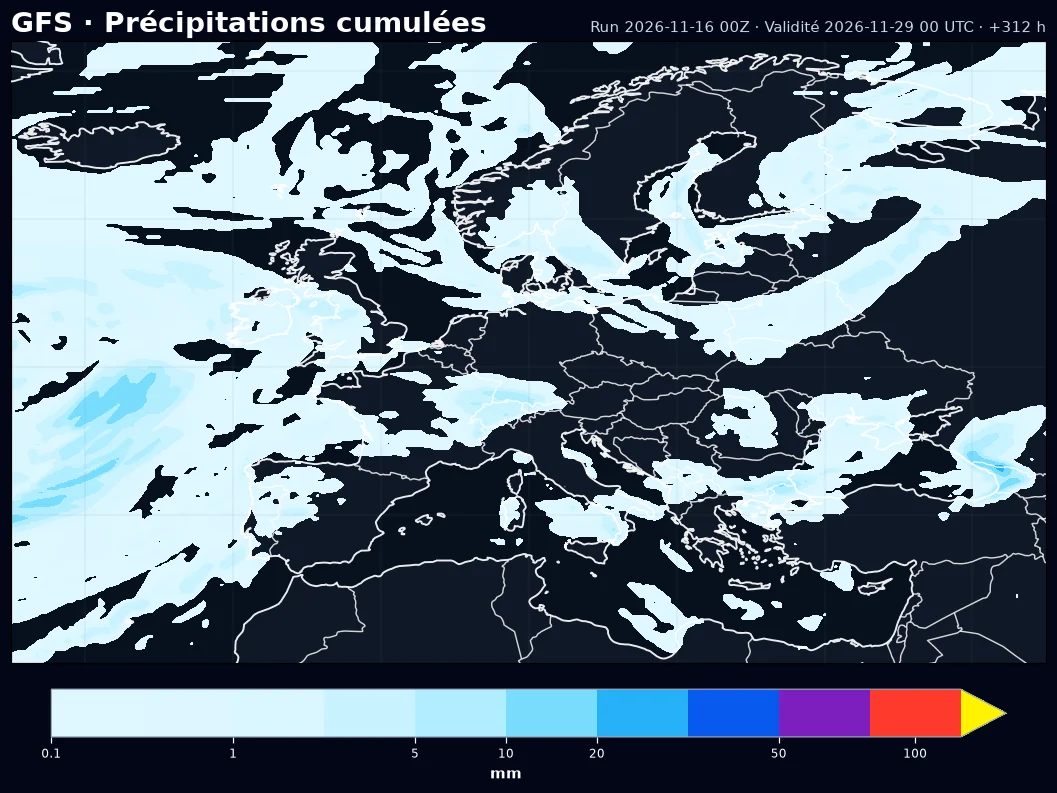 GFS · Précipitations cumulées
Run 2026-11-16 00Z · Validité 2026-11-29 00 UTC · +312 h
0.1 1 5 10 20 50 100
mm